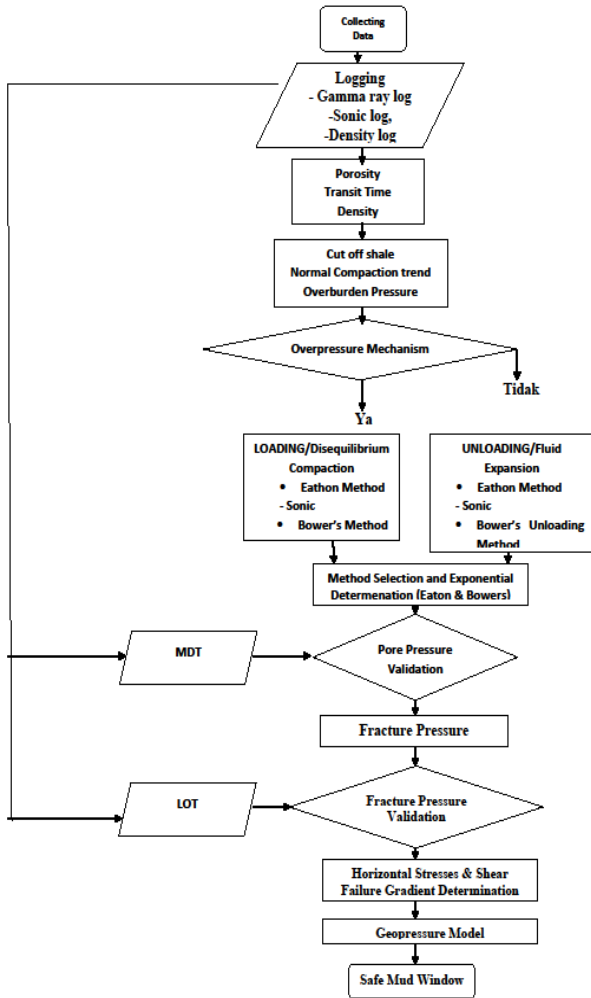 Collecting
Data
Logging
- Gamma ray log
-Sonic log,
-Density log
Porosity
Transit Time
Density
Cut off shale
Normal Compaction trend
Overburden Pressure
Overpressure Mechanism
Tidak
Ya
LOADING/Disequilibrium
Compaction
• Eathon Method
- Sonic
• Bower's Method
UNLOADING/Fluid
Expansion
• Eathon Method
- Sonic
• Bower's Unloading
Method
Method Selection and Exponential
Determenation (Eaton & Bowers)
MDT
Pore Pressure
Validation
Fracture Pressure
LOT
Fracture Pressure
Validation
Horizontal Stresses & Shear
Failure Gradient Determination
Geopressure Model
Safe Mud Window